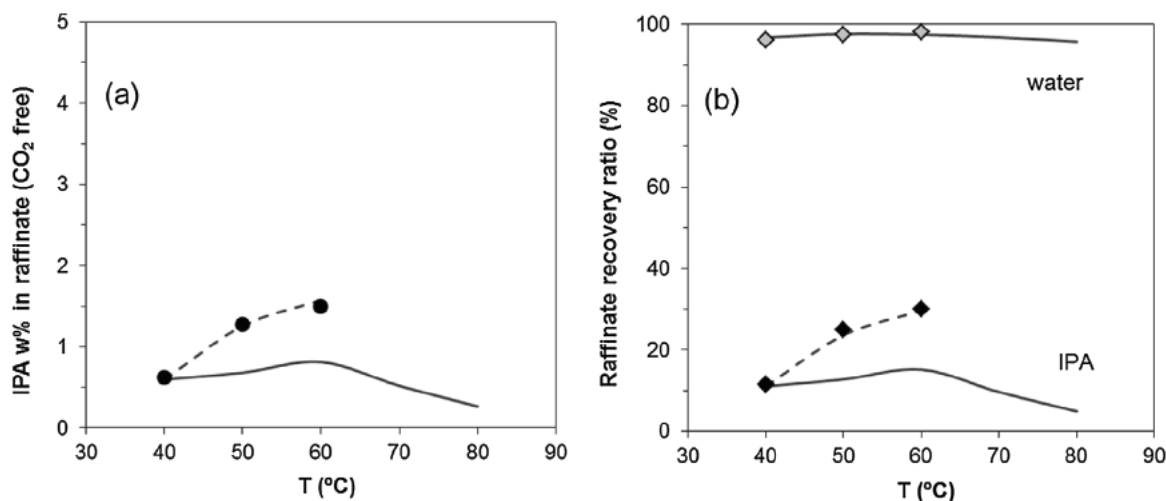 IPA w% in raffinate (CO₂ free)
5
4
3
2
1
0
(a)
30 40 50 60 70 80 90
T (ºC)
Raffinate recovery ratio (%)
100
80
60
40
20
0
(b)
water
IPA
30 40 50 60 70 80 90
T (ºC)